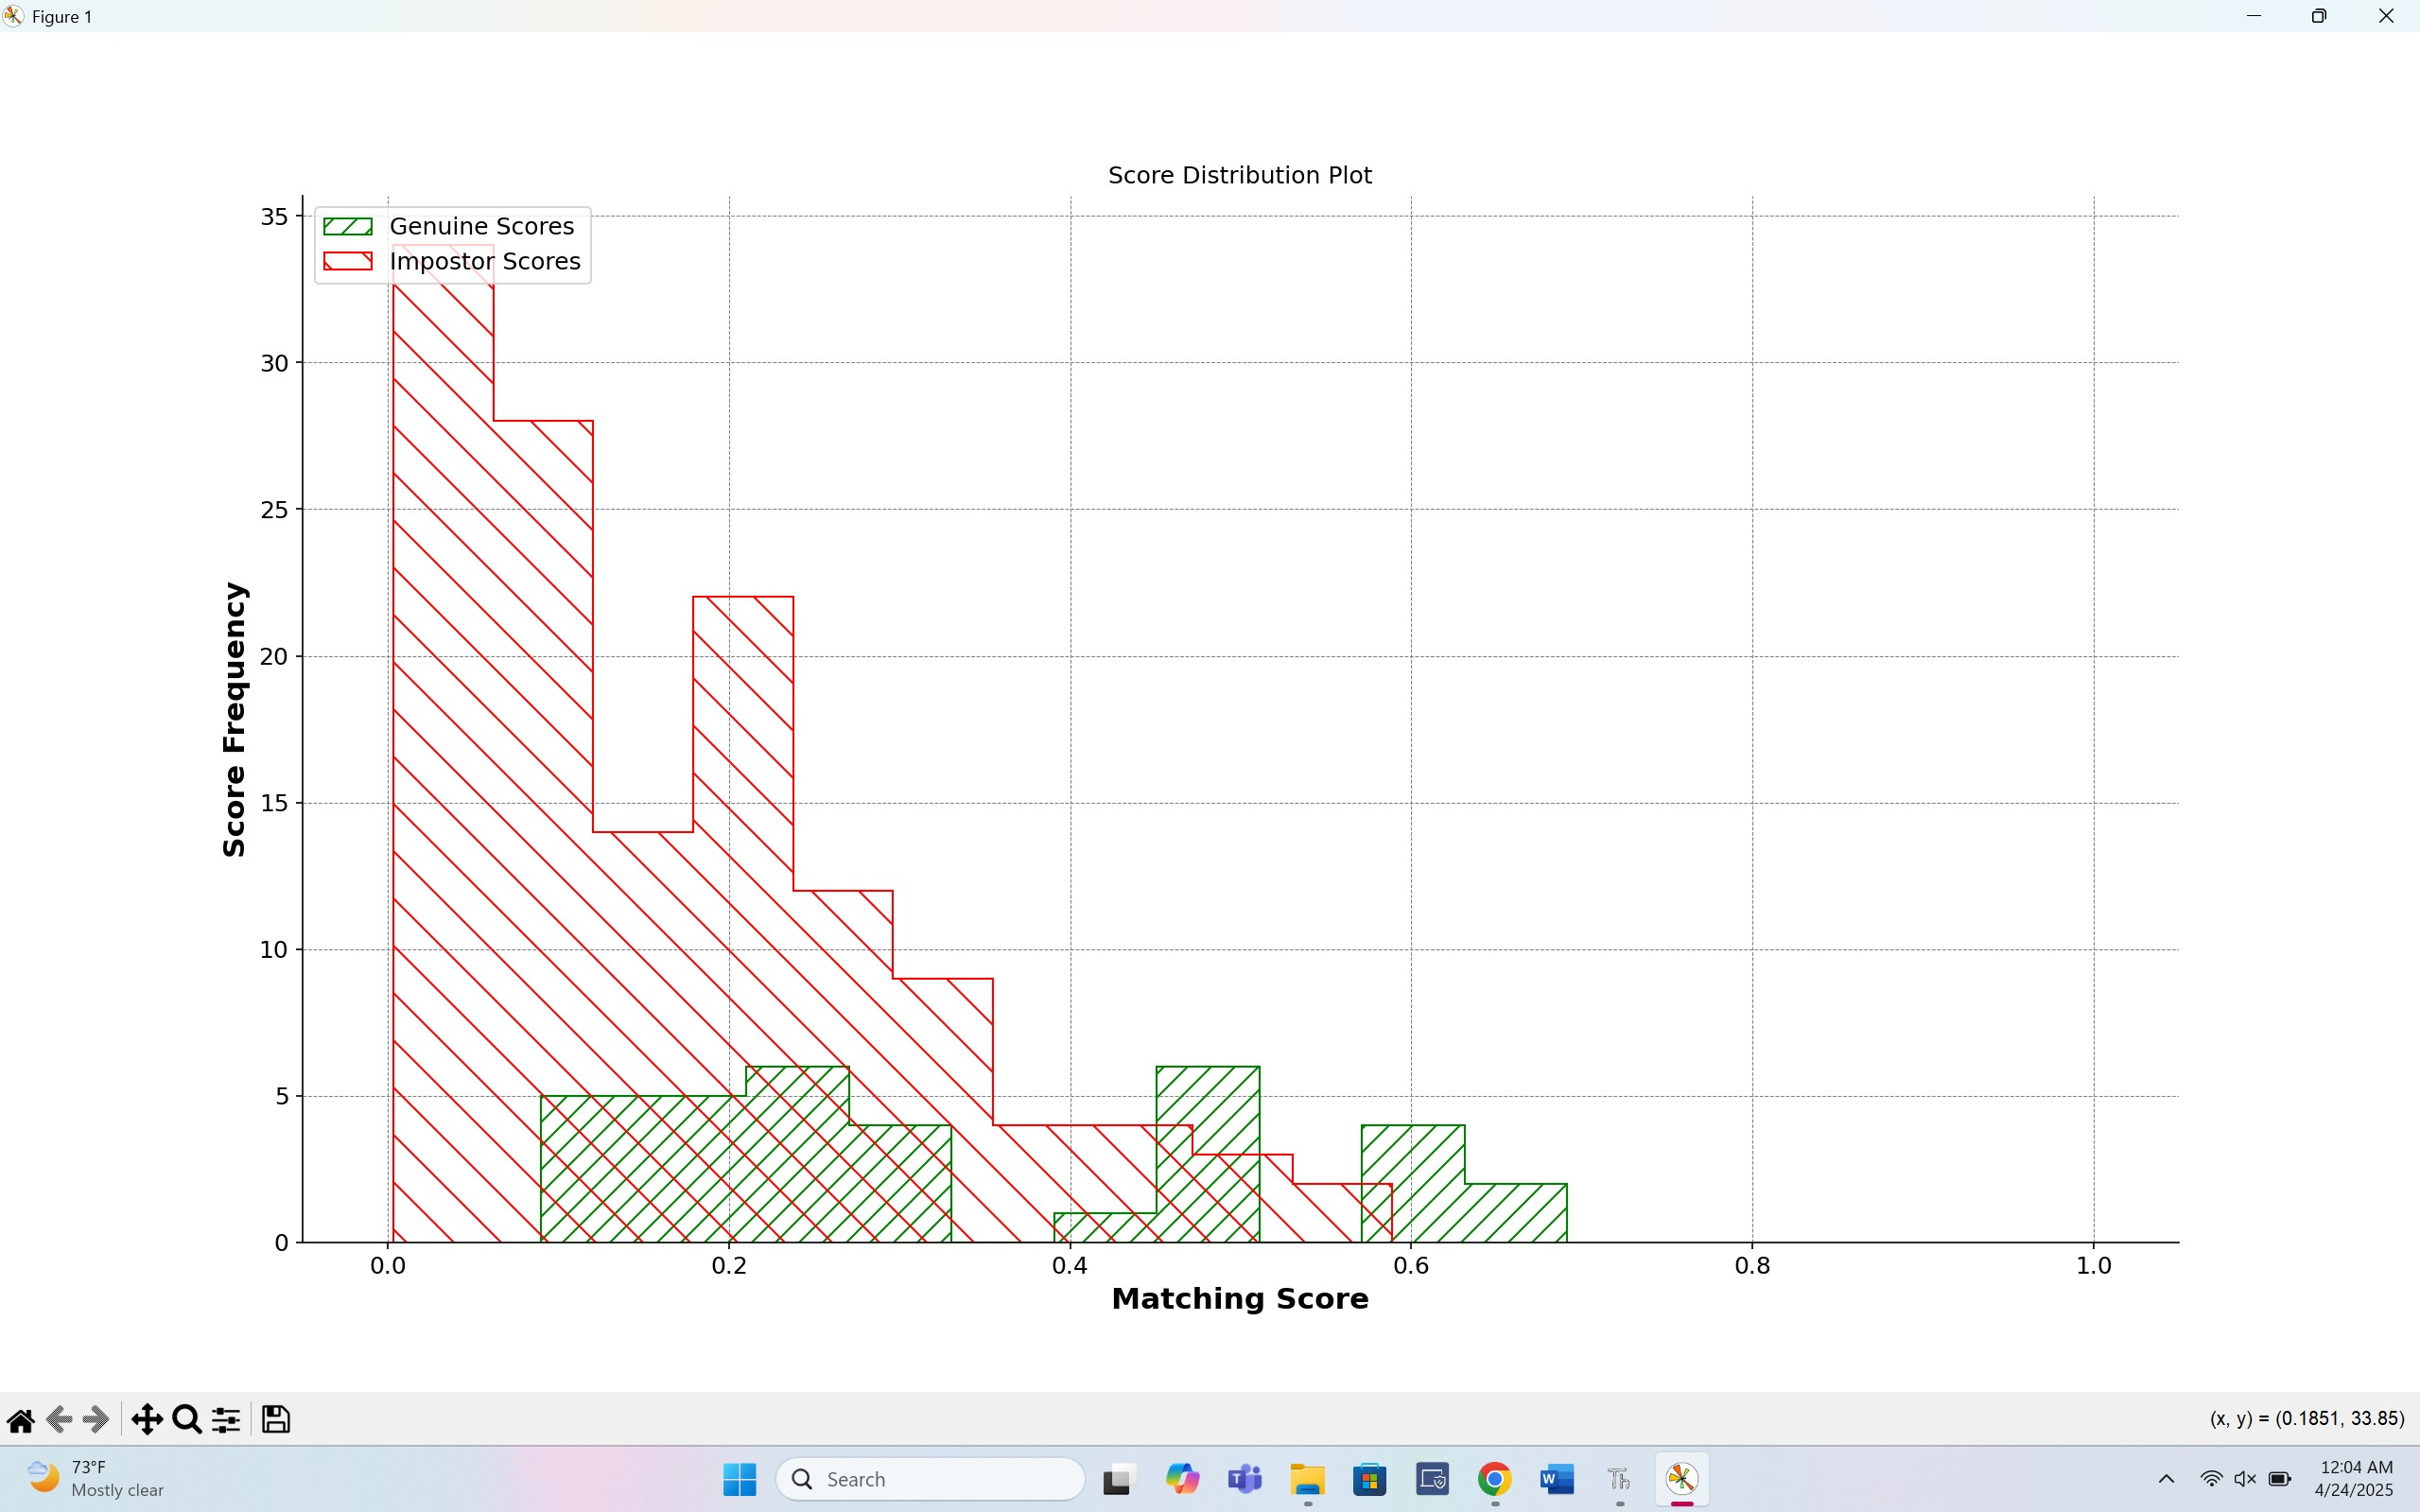 Figure 1
Score Distribution Plot
Genuine Scores
Impostor Scores
35
30
25
20
15
10
5
0
Score Frequency
0.0 0.2 0.4 0.6 0.8 1.0
Matching Score
(x, y) = (0.1851, 33.85)
73°F
Mostly clear
Search
T
W
Th
12:04 AM
4/24/2025